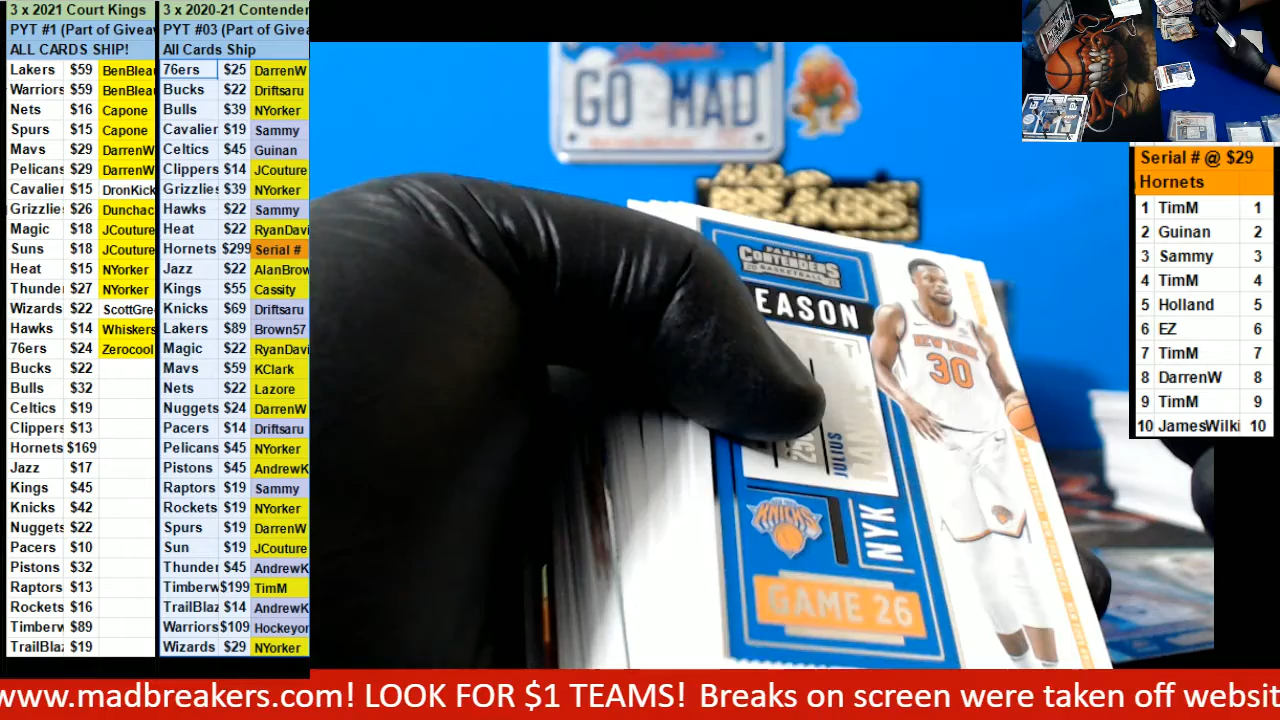 3 x 2021 Court Kings
PYT #1 (Part of Giveav
ALL CARDS SHIP!
Lakers $59 BenBlea
Warriors $59 BenBlea
Nets $16 Capone
Spurs $15 Capone
Mavs $29 DarrenW
Pelicans $29 DarrenW
Cavalier $15 DronKick
Grizzlie $26 Dunchac
Magic $18 JCouture
Suns $18 JCouture
Heat $15 NYorker
Thunder $27 NYorker
Wizards $22 ScottGre
Hawks $14 Whiskers
76ers $24 Zerocool
Bucks $22
Bulls $32
Celtics $19
Clippers $13
Hornets $169
Jazz $17
Kings $45
Knicks $42
Nuggets $22
Pacers $10
Pistons $32
Raptors $13
Rockets $16
Timberw $89
TrailBlaz $19
3 x 2020-21 Contender
PYT #03 (Part of Givea
All Cards Ship
76ers $25 DarrenW
Bucks $22 Driftsaru
Bulls $39 NYorker
Cavalier $19 Sammy
Celtics $45 Guinan
Clippers $14 JCouture
Grizzlies $39 NYorker
Hawks $22 Sammy
Heat $22 RyanDavi
Hornets $299 Serial #
Jazz $22 AlanBrow
Kings $55 Cassity
Knicks $69 Driftsaru
Lakers $89 Brown57
Magic $22 RyanDavi
Mavs $59 KClark
Nets $22 Lazore
Nuggets $24 DarrenW
Pacers $14 Driftsaru
Pelicans $45 NYorker
Pistons $45 AndrewK
Raptors $19 Sammy
Rockets $19 NYorker
Spurs $19 DarrenW
Sun $19 JCouture
Thunder $45 AndrewK
Timberw $199 TimM
TrailBlaz $14 AndrewK
Warriors $109 Hockeyor
Wizards $29 NYorker
GO MAD
PANINI
CONTENDERS
BASKETBALL
EASON
JULIUS
NEW YORK
30
KNICKS
NYK
GAME 26
Serial # @ $29
Hornets
1 TimM 1
2 Guinan 2
3 Sammy 3
4 TimM 4
5 Holland 5
6 EZ 6
7 TimM 7
8 DarrenW 8
9 TimM 9
10 JamesWilki 10
www.madbreakers.com! LOOK FOR $1 TEAMS! Breaks on screen were taken off websit